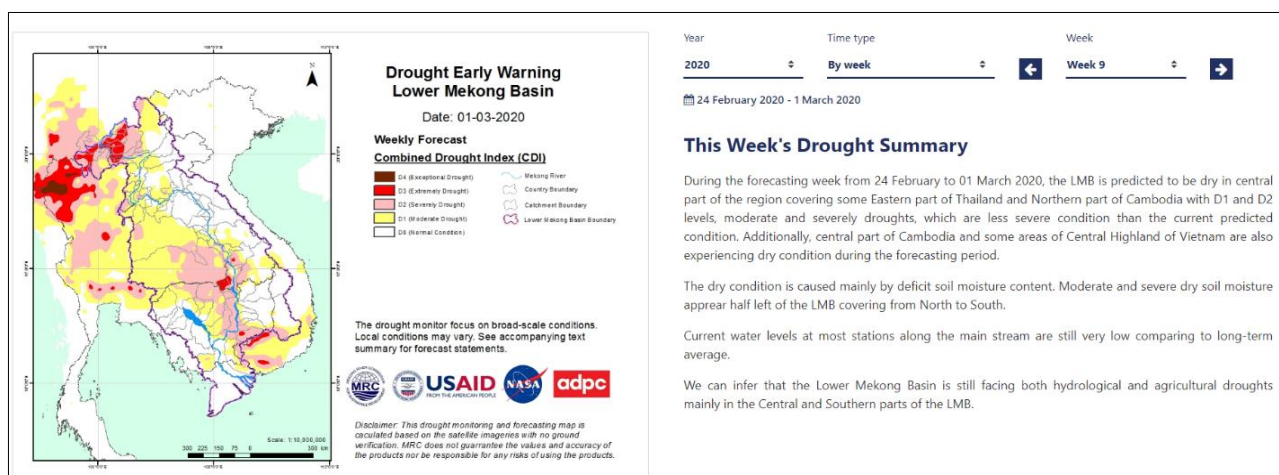 Drought Early Warning
Lower Mekong Basin
Date: 01-03-2020
Weekly Forecast
Combined Drought Index (CDI)
D4 (Exceptional Drought)
D3 (Extremely Drought)
D2 (Severely Drought)
D1 (Moderate Drought)
D0 (Normal Condition)
Mekong River
Country Boundary
Catchment Boundary
Lower Mekong Basin Boundary
N
The drought monitor focus on broad-scale conditions.
Local conditions may vary. See accompanying text
summary for forecast statements.
MRC
USAID
FROM THE AMERICAN PEOPLE
NASA
adpc
Scale: 1:10,000,000
300 225 150 75 0 300 km
Disclaimer: This drought monitoring and forecasting map is
caculated based on the satellite imageries with no ground
verification. MRC does not guarantee the values and accuracy of
the products nor be responsible for any risks of using the products.
Year
Time type
Week
2020
By week
Week 9
24 February 2020 - 1 March 2020
This Week's Drought Summary
During the forecasting week from 24 February to 01 March 2020, the LMB is predicted to be dry in central
part of the region covering some Eastern part of Thailand and Northern part of Cambodia with D1 and D2
levels, moderate and severely droughts, which are less severe condition than the current predicted
condition. Additionally, central part of Cambodia and some areas of Central Highland of Vietnam are also
experiencing dry condition during the forecasting period.
The dry condition is caused mainly by deficit soil moisture content. Moderate and severe dry soil moisture
apprear half left of the LMB covering from North to South.
Current water levels at most stations along the main stream are still very low comparing to long-term
average.
We can infer that the Lower Mekong Basin is still facing both hydrological and agricultural droughts
mainly in the Central and Southern parts of the LMB.